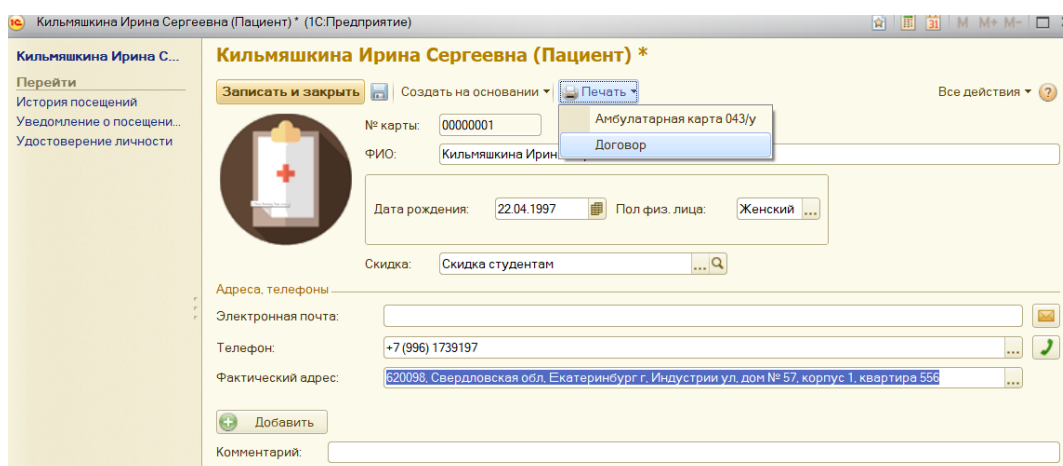 Кильмяшкина Ирина Сергеевна (Пациент) * (1С:Предприятие)
M M+ M-
Кильмяшкина Ирина С...
Перейти
История посещений
Уведомление о посещени...
Удостоверение личности
Кильмяшкина Ирина Сергеевна (Пациент) *
Записать и закрыть Создать на основании Печать Все действия
Амбулатарная карта 043/у
Договор
№ карты: 00000001
ФИО: Кильмяшкина Ирин
Дата рождения: 22.04.1997 Пол физ. лица: Женский ...
Скидка: Скидка студентам ...
Адреса, телефоны
Электронная почта:
Телефон: +7 (996) 1739197 ...
Фактический адрес: 620098, Свердловская обл, Екатеринбург г, Индустрии ул, дом № 57, корпус 1, квартира 556 ...
Добавить
Комментарий: